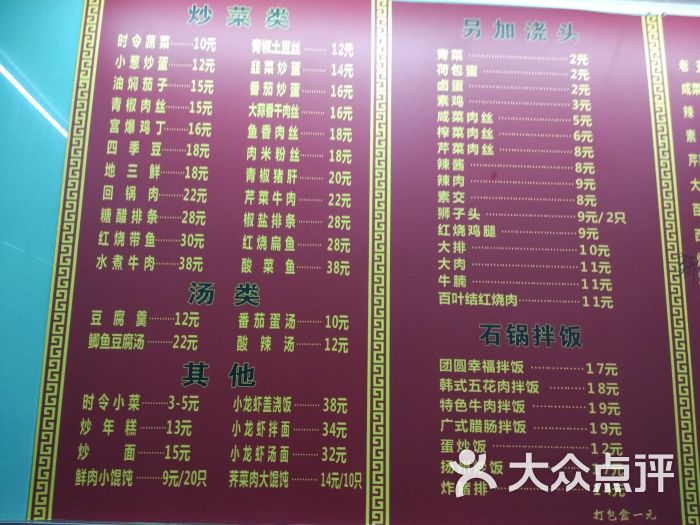 炒菜类
时令蔬菜 10元
小葱炒蛋 12元
油焖茄子 15元
青椒肉丝 15元
宫爆鸡丁 16元
四季豆 18元
地三鲜 18元
回锅肉 22元
糖醋排条 28元
红烧带鱼 30元
水煮牛肉 38元
青椒土豆丝 12元
韭菜炒蛋 14元
番茄炒蛋 16元
大蒜香干肉丝 16元
鱼香肉丝 18元
肉米粉丝 18元
青椒猪肝 20元
芹菜牛肉 22元
椒盐排条 28元
红烧扁鱼 28元
酸菜鱼 38元
汤类
豆腐羹 12元
鲫鱼豆腐汤 22元
番茄蛋汤 10元
酸辣汤 12元
其他
时令小菜 3-5元
炒年糕 13元
炒面 15元
鲜肉小馄饨 9元/20只
小龙虾盖浇饭 38元
小龙虾拌面 34元
小龙虾汤面 32元
荠菜肉大馄饨 14元/10只
另加浇头
青菜 2元
荷包蛋 2元
卤蛋 2元
素鸡 3元
咸菜肉丝 5元
榨菜肉丝 6元
芹菜肉丝 8元
辣酱 8元
辣肉 9元
素交 8元
狮子头 9元/2只
红烧鸡腿 9元
大排 10元
大肉 11元
牛腩 11元
百叶结红烧肉 11元
石锅拌饭
团圆幸福拌饭 17元
韩式五花肉拌饭 18元
特色牛肉拌饭 19元
广式腊肠拌饭 19元
蛋炒饭 12元
炸猪排 14元
打包盒一元
大众点评